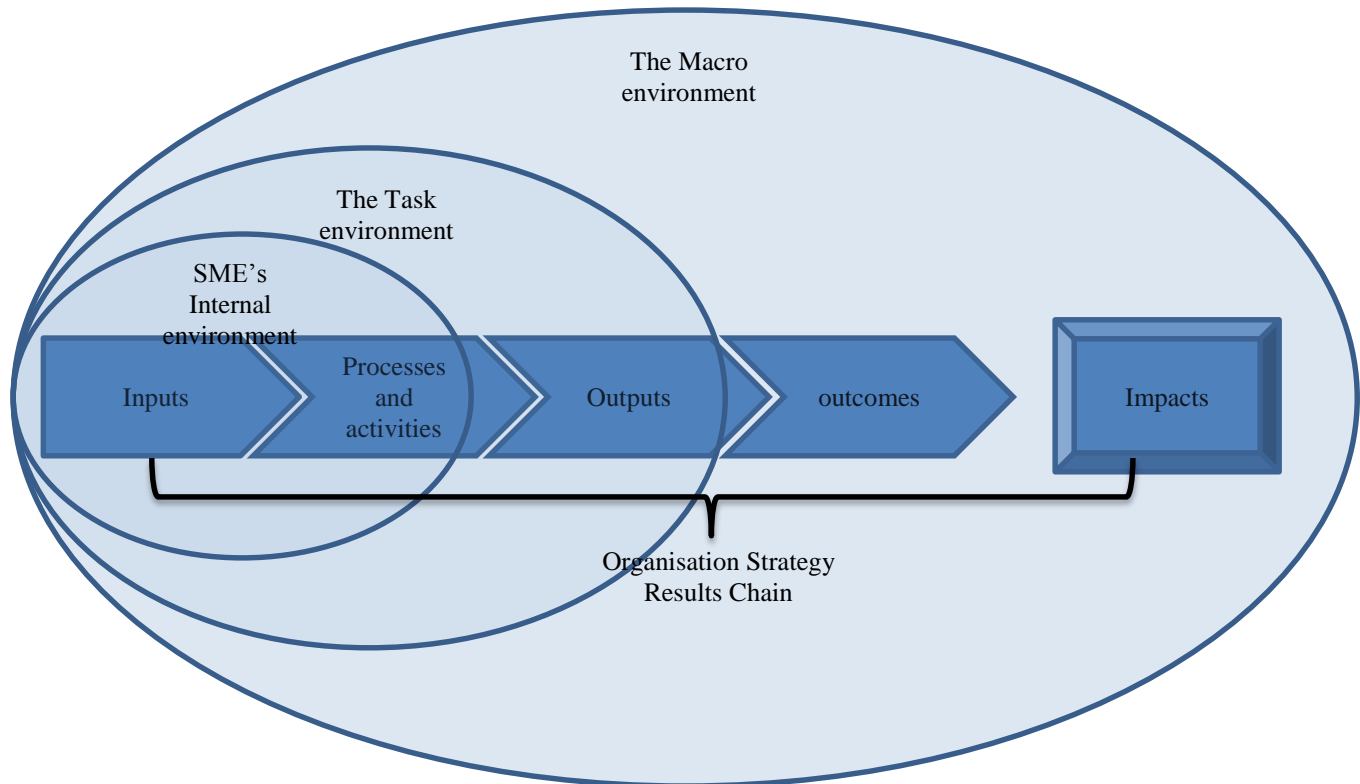 The Macro
environment
The Task
environment
SME’s
Internal
environment
Inputs
Processes
and
activities
Outputs
outcomes
Impacts
Organisation Strategy
Results Chain